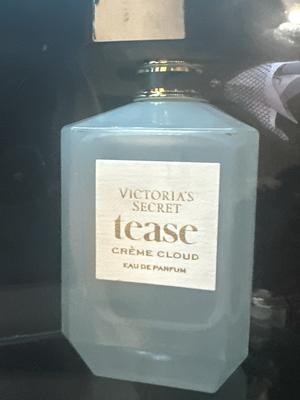 VICTORIA'S
SECRET
tease
CRÈME CLOUD
EAU DE PARFUM